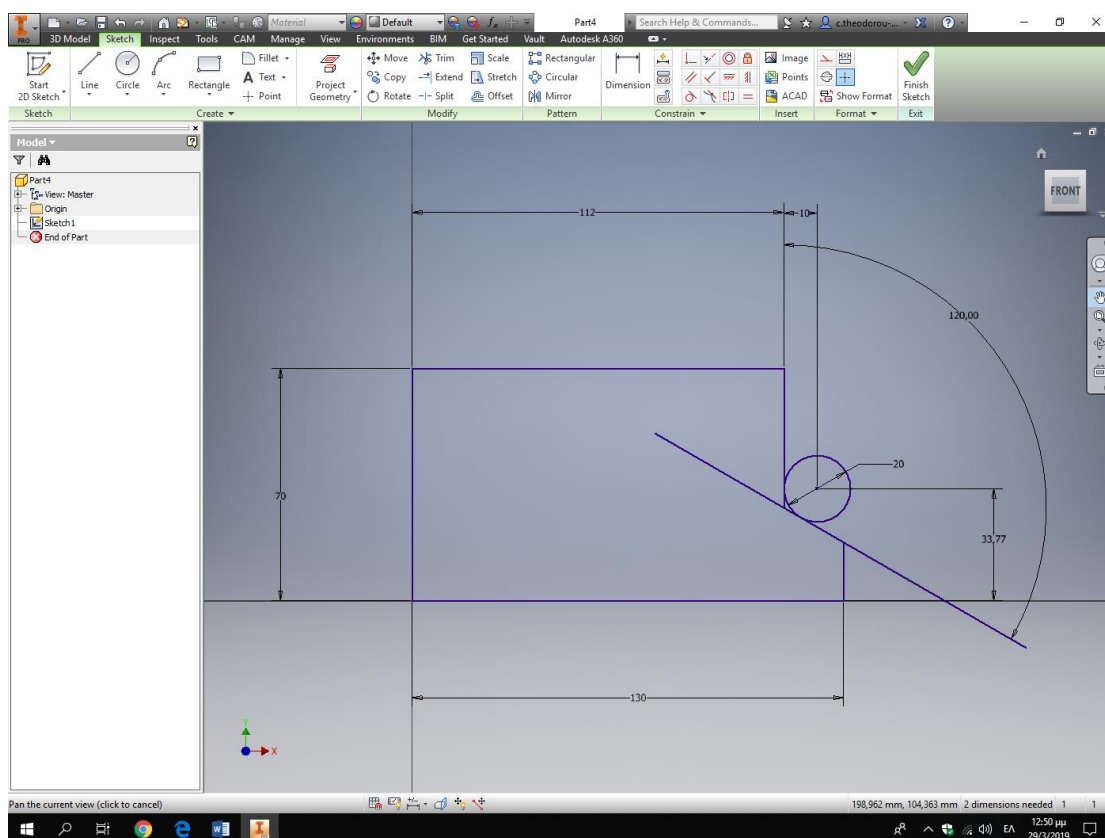 Material Default Part4 Search Help & Commands... c.theodorou-...
PRO 3D Model Sketch Inspect Tools CAM Manage View Environments BIM Get Started Vault Autodesk A360
Start 2D Sketch Line Circle Arc Rectangle
Fillet
Text
Point
Project Geometry
Move Trim Scale
Copy Extend Stretch
Rotate Split Offset
Rectangular
Circular
Mirror
Dimension
Image
Points
ACAD
Show Format
Finish Sketch
Sketch Create Modify Pattern Constrain Insert Format Exit
Model
Part4
View: Master
Origin
Sketch1
End of Part
FRONT
112
10
120,00
20
70
33,77
130
Y
X
Pan the current view (click to cancel) 198,962 mm, 104,363 mm 2 dimensions needed 1 1
ΕΛ 12:50 μμ
29/3/2019